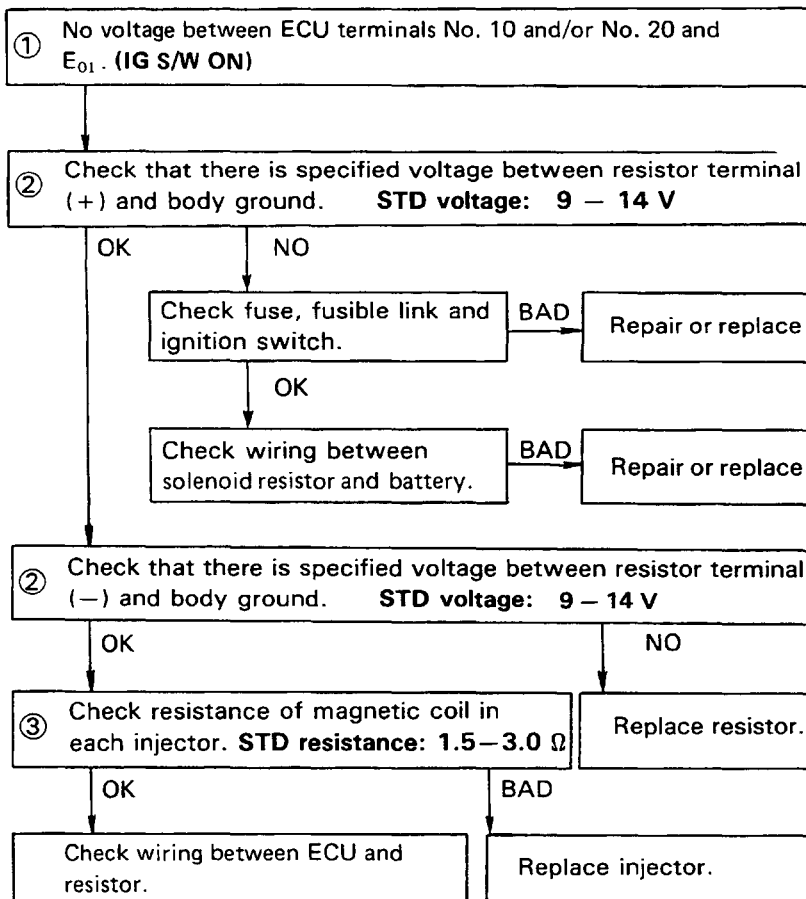 ① No voltage between ECU terminals No. 10 and/or No. 20 and
E₀₁. (IG S/W ON)
② Check that there is specified voltage between resistor terminal
(+) and body ground. STD voltage: 9 – 14 V
OK
NO
Check fuse, fusible link and
ignition switch.
BAD
Repair or replace
OK
Check wiring between
solenoid resistor and battery.
BAD
Repair or replace
② Check that there is specified voltage between resistor terminal
(−) and body ground. STD voltage: 9 – 14 V
OK
NO
③ Check resistance of magnetic coil in
each injector. STD resistance: 1.5–3.0 Ω
Replace resistor.
OK
BAD
Check wiring between ECU and
resistor.
Replace injector.